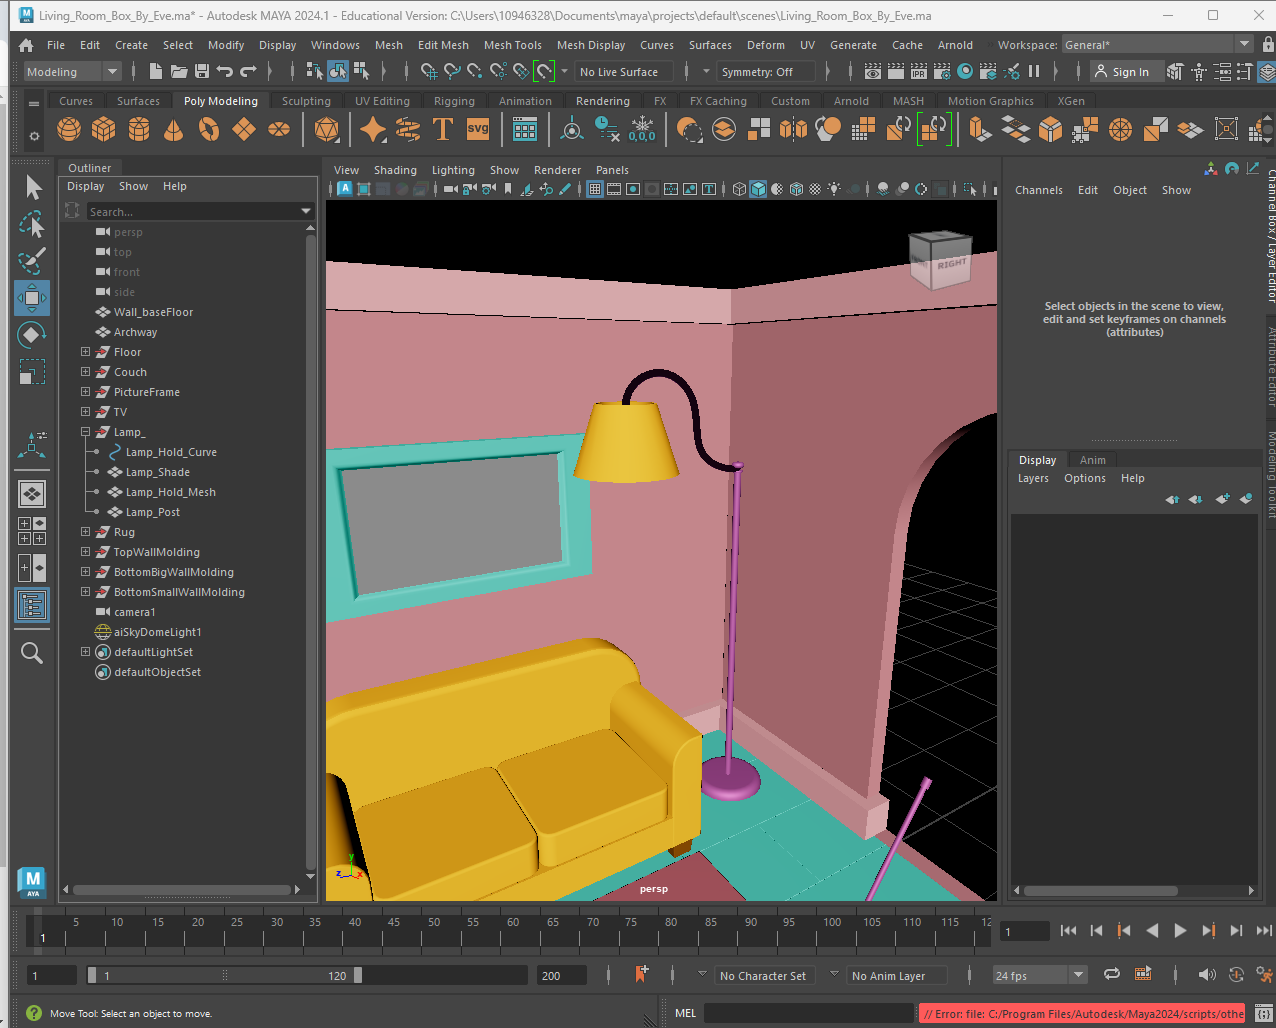 Living_Room_Box_By_Eve.ma* - Autodesk MAYA 2024.1 - Educational Version: C:\Users\10946328\Documents\maya\projects\default\scenes\Living_Room_Box_By_Eve.ma
File Edit Create Select Modify Display Windows Mesh Edit Mesh Mesh Tools Mesh Display Curves Surfaces Deform UV Generate Cache Arnold Workspace: General*
Modeling No Live Surface Symmetry: Off Sign In
Curves Surfaces Poly Modeling Sculpting UV Editing Rigging Animation Rendering FX FX Caching Custom Arnold MASH Motion Graphics XGen
T svg 0,0,0
Outliner
Display Show Help
Search...
persp
top
front
side
Wall_baseFloor
Archway
Floor
Couch
PictureFrame
TV
Lamp_
Lamp_Hold_Curve
Lamp_Shade
Lamp_Hold_Mesh
Lamp_Post
Rug
TopWallMolding
BottomBigWallMolding
BottomSmallWallMolding
camera1
aiSkyDomeLight1
defaultLightSet
defaultObjectSet
M
AYA
View Shading Lighting Show Renderer Panels
RIGHT
y
z x
persp
Channels Edit Object Show
Select objects in the scene to view,
edit and set keyframes on channels
(attributes)
Channel Box / Layer Editor
Attribute Editor
Modeling Toolkit
Display Anim
Layers Options Help
5 10 15 20 25 30 35 40 45 50 55 60 65 70 75 80 85 90 95 100 105 110 115 12
1
1
1 1 120 200 No Character Set No Anim Layer 24 fps
Move Tool: Select an object to move. MEL // Error: file: C:/Program Files/Autodesk/Maya2024/scripts/othe